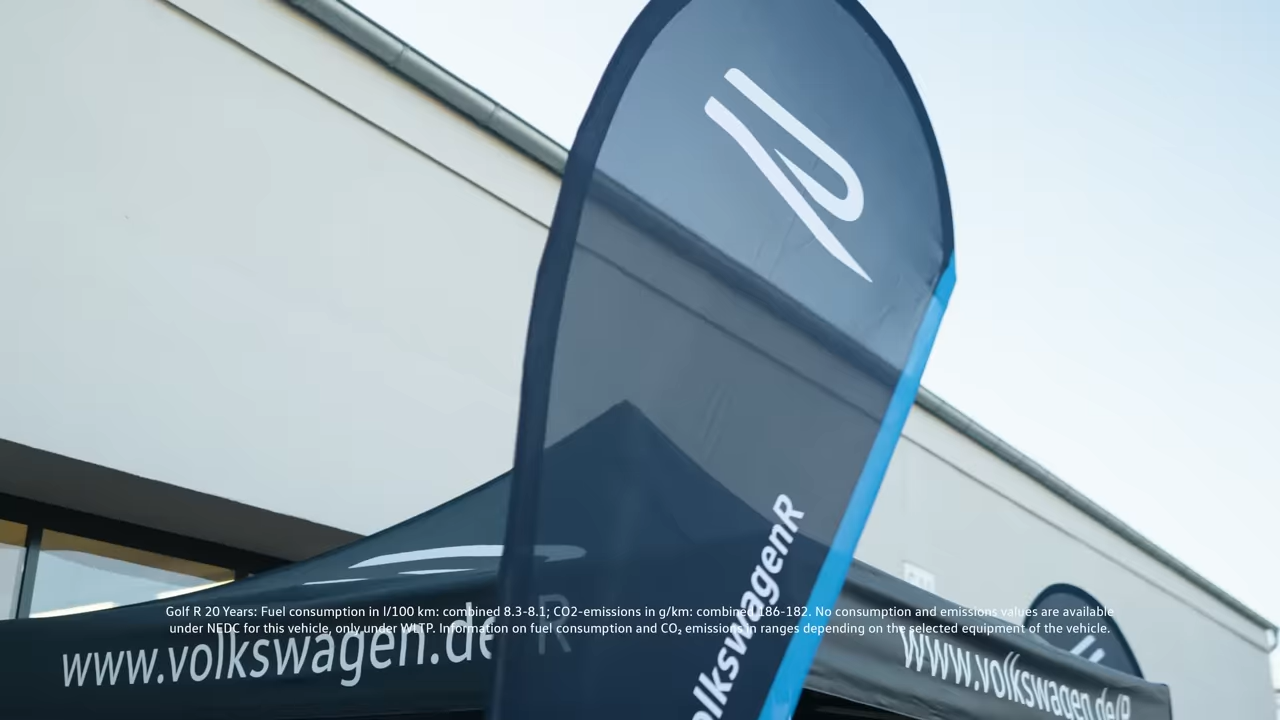 R
olkswagenR
Golf R 20 Years: Fuel consumption in l/100 km: combined 8.3-8.1; CO2-emissions in g/km: combined 186-182. No consumption and emissions values are available
under NEDC for this vehicle, only under WLTP. Information on fuel consumption and CO₂ emissions in ranges depending on the selected equipment of the vehicle.
www.volkswagen.de R
www.volkswagen.de/R